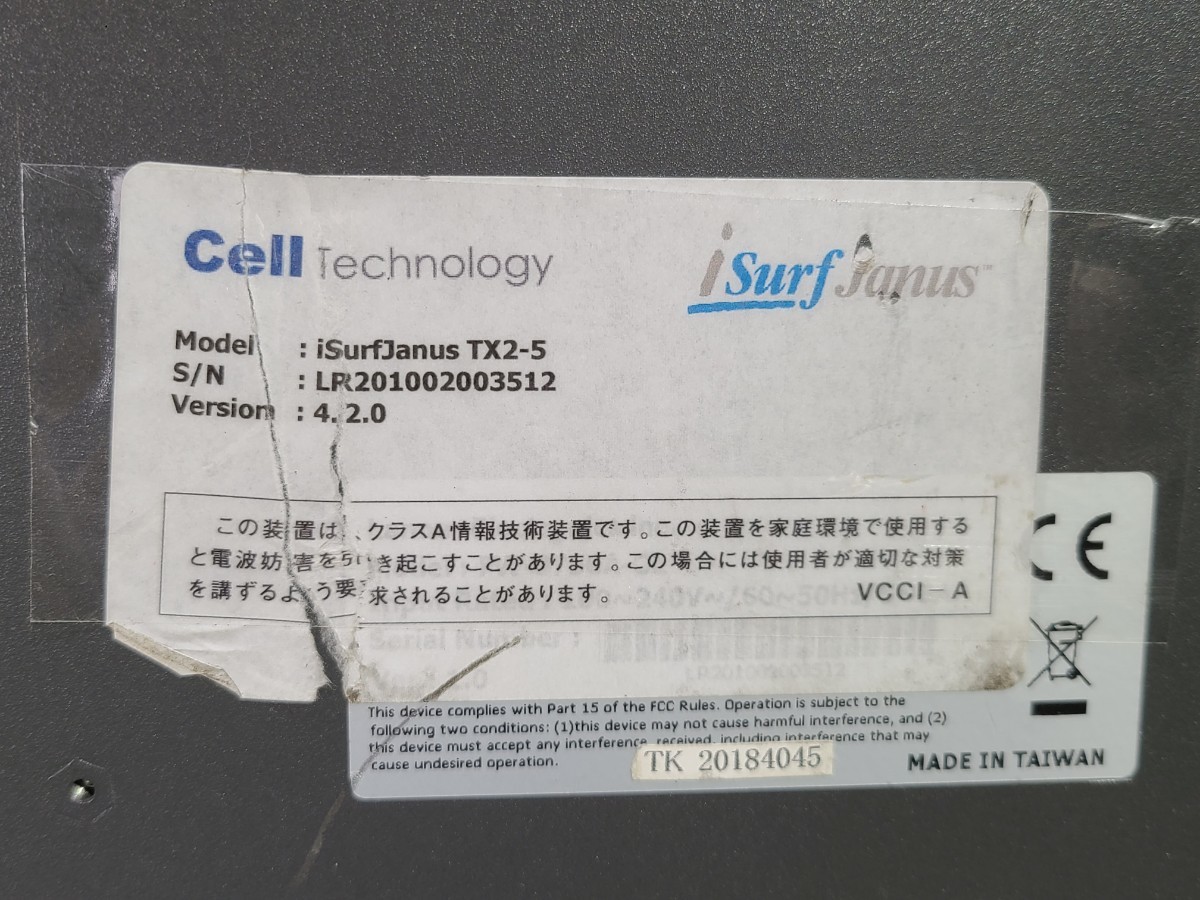 Cell Technology
iSurfJanus™
Model : iSurfJanus TX2-5
S/N : LR201002003512
Version : 4.2.0
この装置は、クラスA情報技術装置です。この装置を家庭環境で使用する
と電波妨害を引き起こすことがあります。この場合には使用者が適切な対策
を講ずるよう要求されることがあります。 VCCI-A
CE
240V~/60~50Hz
Serial Number :
LR201002003512
This device complies with Part 15 of the FCC Rules. Operation is subject to the
following two conditions: (1)this device may not cause harmful interference, and (2)
this device must accept any interference received, including interference that may
cause undesired operation.
TK 20184045
MADE IN TAIWAN